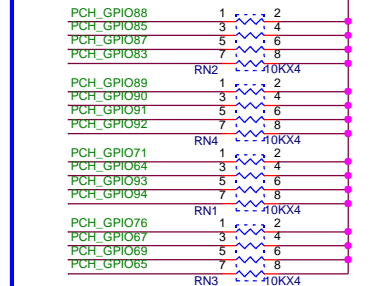 PCH_GPIO88 1 2
PCH_GPIO85 3 4
PCH_GPIO87 5 6
PCH_GPIO83 7 8
RN2 10KX4
PCH_GPIO89 1 2
PCH_GPIO90 3 4
PCH_GPIO91 5 6
PCH_GPIO92 7 8
RN4 10KX4
PCH_GPIO71 1 2
PCH_GPIO64 3 4
PCH_GPIO93 5 6
PCH_GPIO94 7 8
RN1 10KX4
PCH_GPIO76 1 2
PCH_GPIO67 3 4
PCH_GPIO69 5 6
PCH_GPIO65 7 8
RN3 10KX4